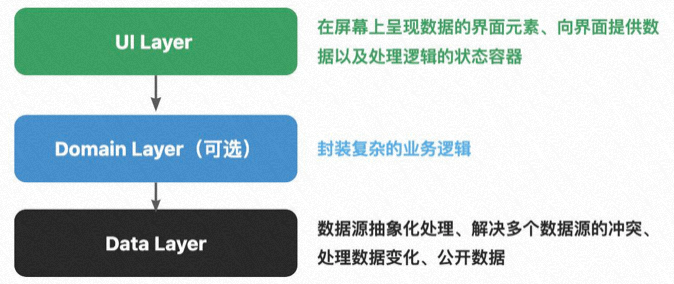 UI Layer
在屏幕上呈现数据的界面元素、向界面提供数
据以及处理逻辑的状态容器
Domain Layer（可选）
封装复杂的业务逻辑
Data Layer
数据源抽象化处理、解决多个数据源的冲突、
处理数据变化、公开数据